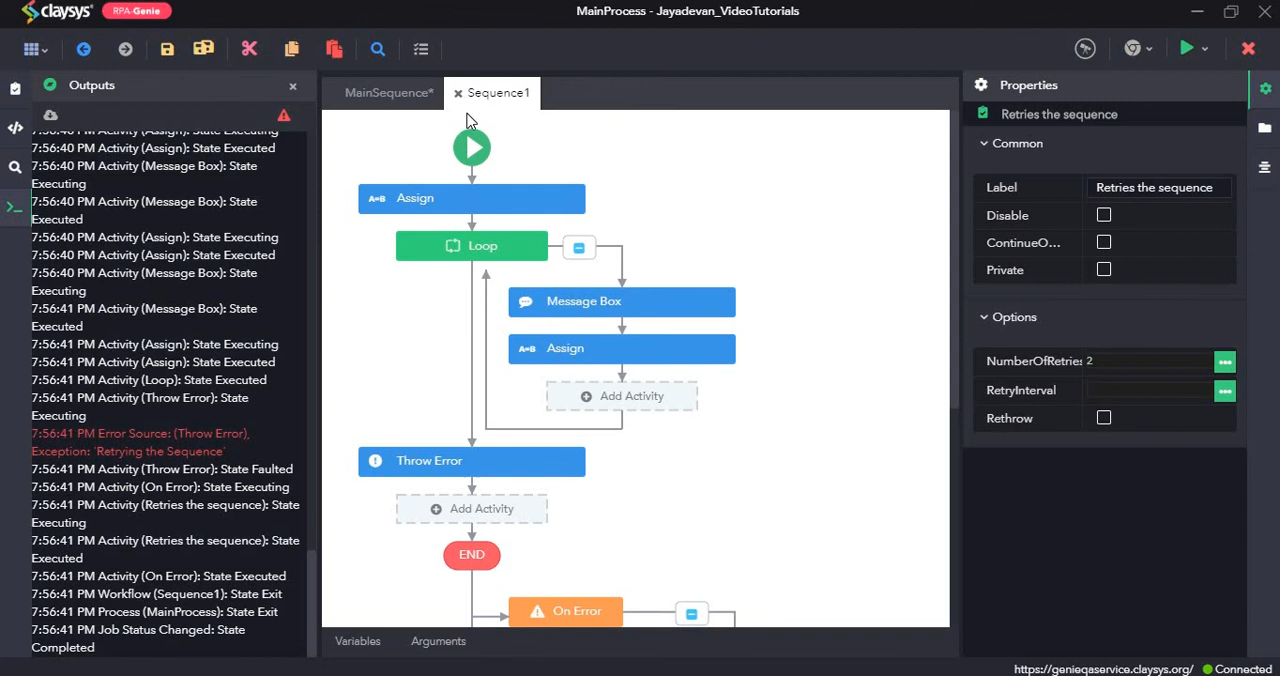 claysys RPA-Genie MainProcess - Jayadevan_VideoTutorials
Outputs
7:56:40 PM Activity (Assign): State Executing
7:56:40 PM Activity (Assign): State Executed
7:56:40 PM Activity (Message Box): State
Executing
7:56:40 PM Activity (Message Box): State
Executed
7:56:40 PM Activity (Assign): State Executing
7:56:40 PM Activity (Assign): State Executed
7:56:40 PM Activity (Message Box): State
Executing
7:56:41 PM Activity (Message Box): State
Executed
7:56:41 PM Activity (Assign): State Executing
7:56:41 PM Activity (Assign): State Executed
7:56:41 PM Activity (Loop): State Executed
7:56:41 PM Activity (Throw Error): State
Executing
7:56:41 PM Error Source: (Throw Error),
Exception: 'Retrying the Sequence'
7:56:41 PM Activity (Throw Error): State Faulted
7:56:41 PM Activity (On Error): State Executing
7:56:41 PM Activity (Retries the sequence): State
Executing
7:56:41 PM Activity (Retries the sequence): State
Executed
7:56:41 PM Activity (On Error): State Executed
7:56:41 PM Workflow (Sequence1): State Exit
7:56:41 PM Process (MainProcess): State Exit
7:56:41 PM Job Status Changed: State
Completed
MainSequence* Sequence1
A=B Assign
Loop
Message Box
A=B Assign
Add Activity
Throw Error
Add Activity
END
On Error
Variables Arguments
Properties
Retries the sequence
Common
Label Retries the sequence
Disable
ContinueO...
Private
Options
NumberOfRetries 2
RetryInterval
Rethrow
https://genieqaservice.claysys.org/ Connected